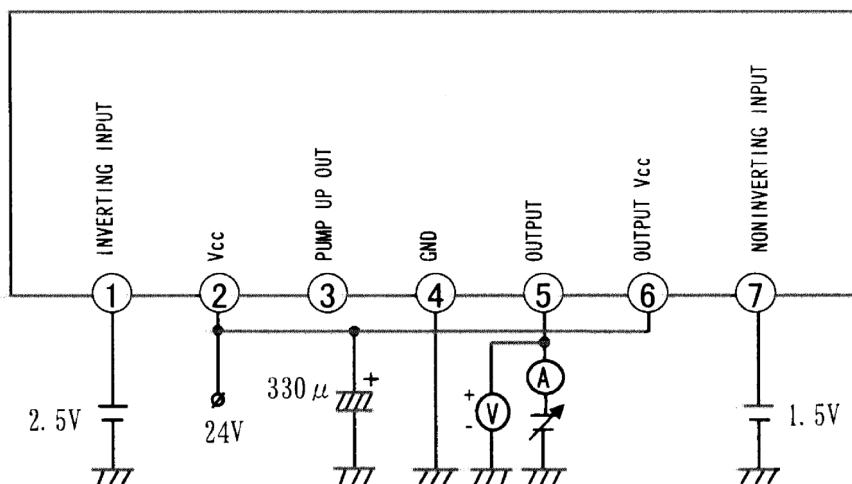 INVERTING INPUT
Vcc
PUMP UP OUT
GND
OUTPUT
OUTPUT Vcc
NONINVERTING INPUT
1
2
3
4
5
6
7
2.5V
24V
330μ
+
+
-
V
A
1.5V